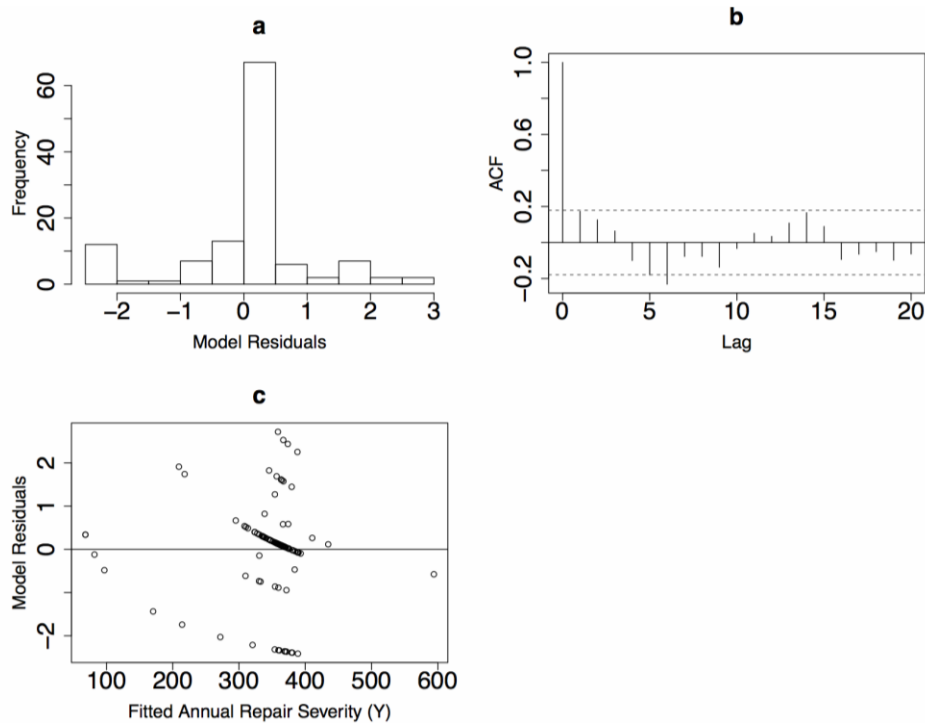 a
60
40
20
0
Frequency
−2 −1 0 1 2 3
Model Residuals
b
1.0
0.6
0.2
−0.2
ACF
0 5 10 15 20
Lag
c
2
1
0
−2
Model Residuals
100 200 300 400 500 600
Fitted Annual Repair Severity (Y)